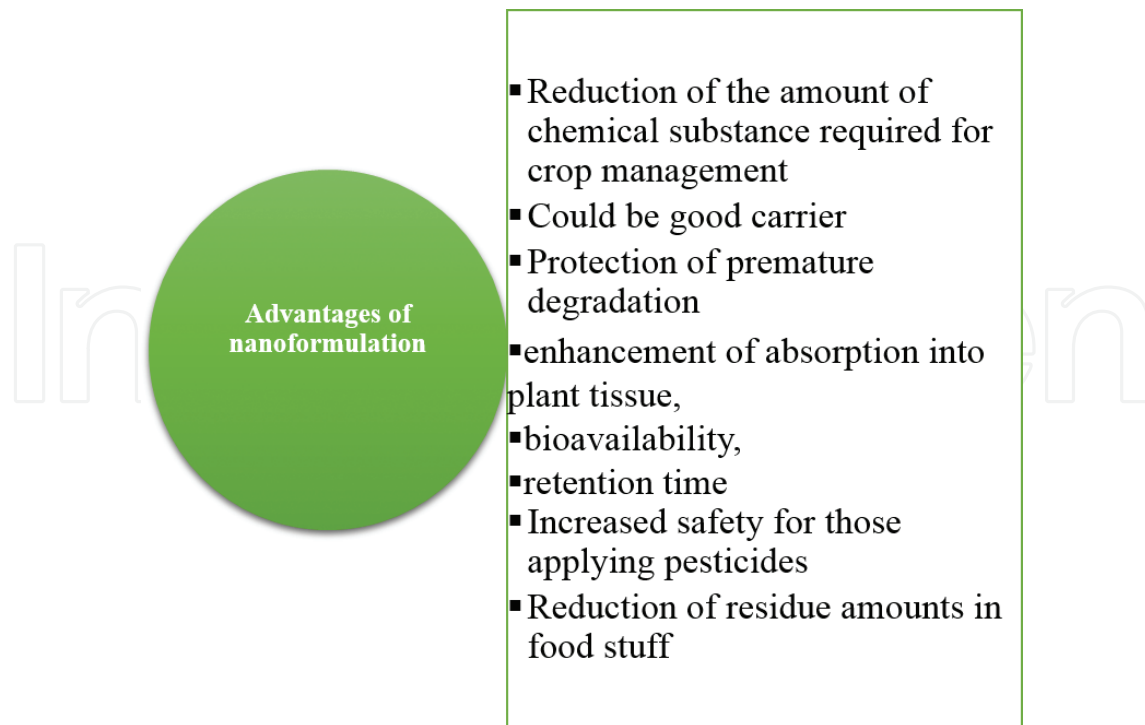 Advantages of
nanoformulation
▪ Reduction of the amount of
chemical substance required for
crop management
▪ Could be good carrier
▪ Protection of premature
degradation
▪enhancement of absorption into
plant tissue,
▪bioavailability,
▪retention time
▪ Increased safety for those
applying pesticides
▪ Reduction of residue amounts in
food stuff